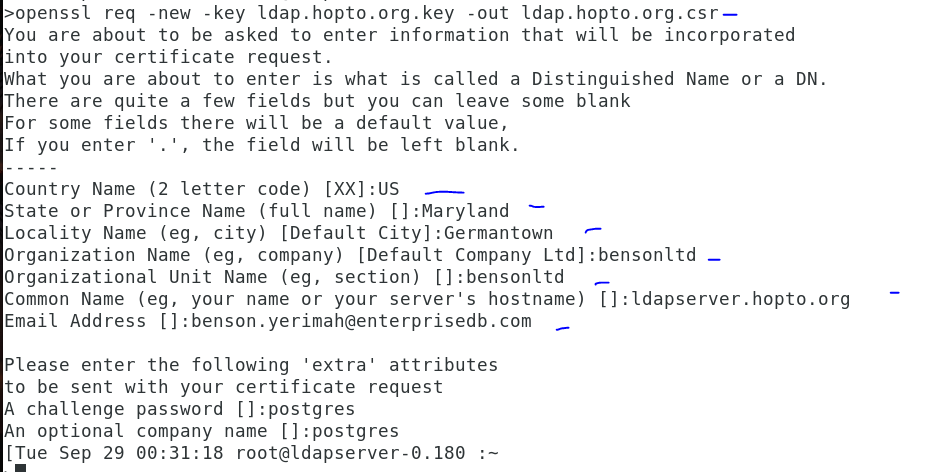 >openssl req -new -key ldap.hopto.org.key -out ldap.hopto.org.csr
You are about to be asked to enter information that will be incorporated
into your certificate request.
What you are about to enter is what is called a Distinguished Name or a DN.
There are quite a few fields but you can leave some blank
For some fields there will be a default value,
If you enter '.', the field will be left blank.
-----
Country Name (2 letter code) [XX]:US
State or Province Name (full name) []:Maryland
Locality Name (eg, city) [Default City]:Germantown
Organization Name (eg, company) [Default Company Ltd]:bensonltd
Organizational Unit Name (eg, section) []:bensonltd
Common Name (eg, your name or your server's hostname) []:ldapserver.hopto.org
Email Address []:benson.yerimah@enterprisedb.com
Please enter the following 'extra' attributes
to be sent with your certificate request
A challenge password []:postgres
An optional company name []:postgres
[Tue Sep 29 00:31:18 root@ldapserver-0.180 :~